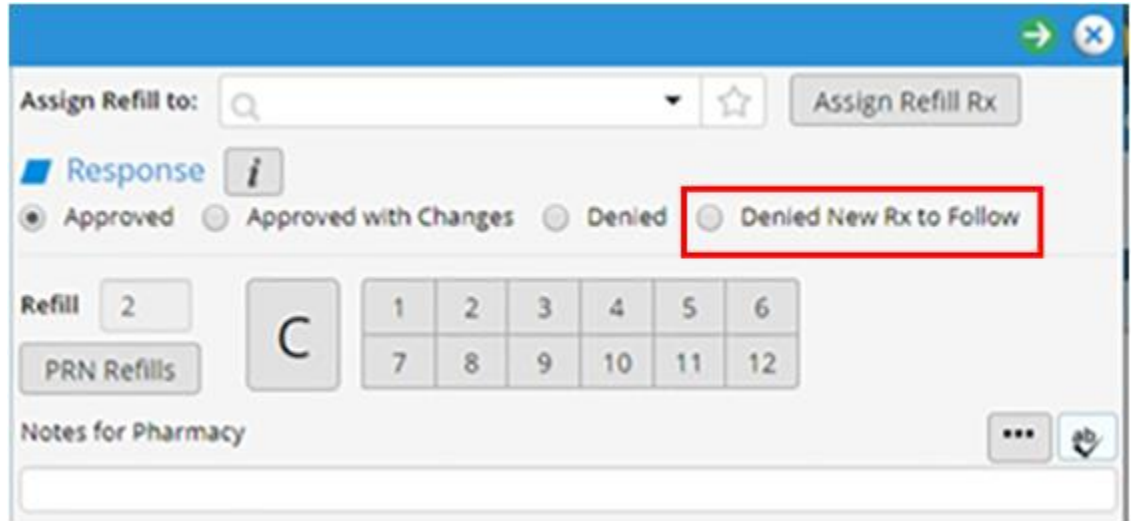 Assign Refill to: Assign Refill Rx
Response i
Approved Approved with Changes Denied Denied New Rx to Follow
Refill 2 C 1 2 3 4 5 6
PRN Refills 7 8 9 10 11 12
Notes for Pharmacy ... ab